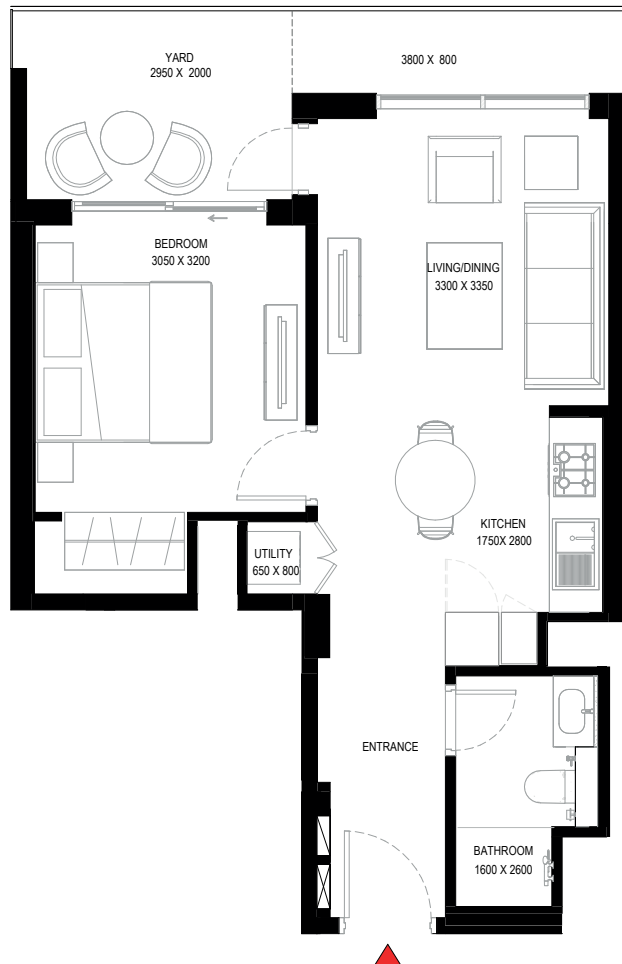 YARD
2950 X 2000
3800 X 800
BEDROOM
3050 X 3200
LIVING/DINING
3300 X 3350
KITCHEN
1750X 2800
UTILITY
650 X 800
ENTRANCE
BATHROOM
1600 X 2600